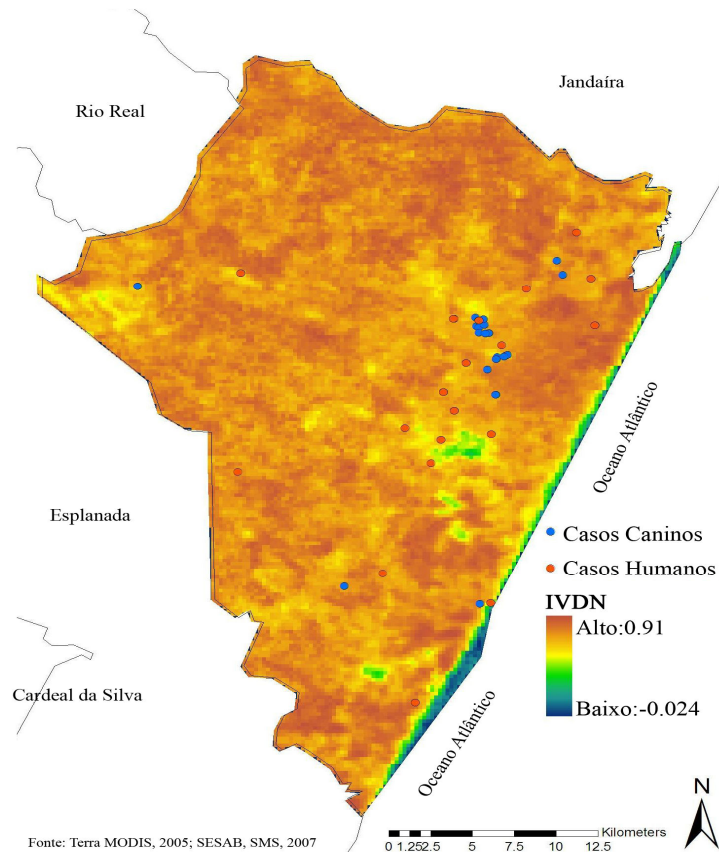 Jandaíra
Rio Real
Oceano Atlântico
Esplanada
Casos Caninos
Casos Humanos
IVDN
Alto:0.91
Cardeal da Silva
Baixo:-0.024
Oceano Atlântico
N
Kilometers
0 1.252.5 5 7.5 10 12.5
Fonte: Terra MODIS, 2005; SESAB, SMS, 2007